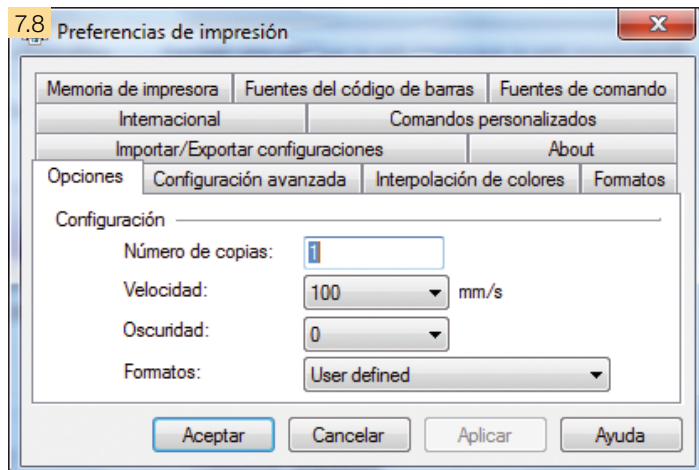 7.8
Preferencias de impresión
Memoria de impresora Fuentes del código de barras Fuentes de comando
Internacional Comandos personalizados
Importar/Exportar configuraciones About
Opciones Configuración avanzada Interpolación de colores Formatos
Configuración
Número de copias: 1
Velocidad: 100 mm/s
Oscuridad: 0
Formatos: User defined
Aceptar Cancelar Aplicar Ayuda